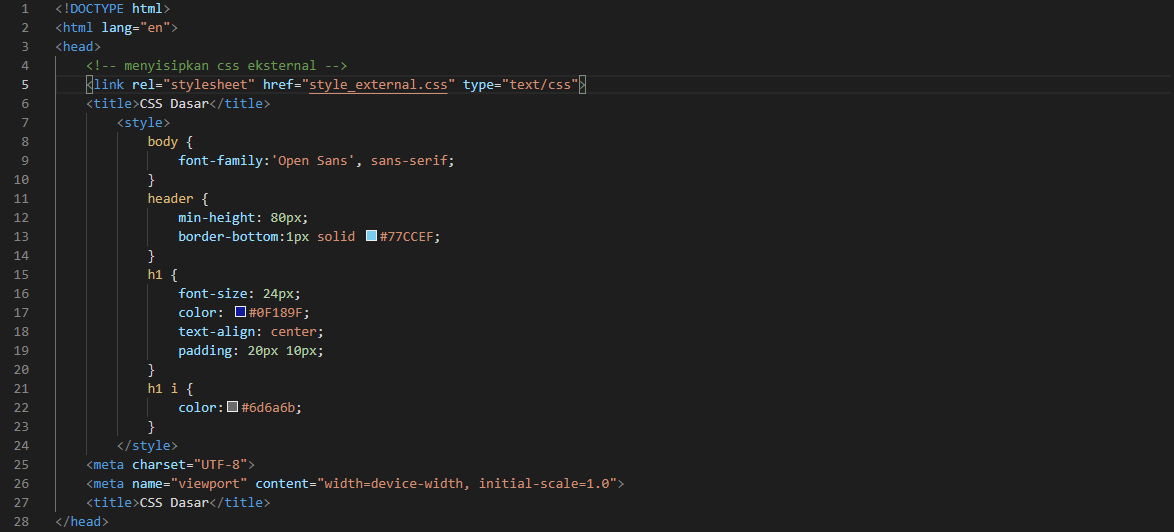 1 <!DOCTYPE html>
2 <html lang="en">
3 <head>
4 <!-- menyisipkan css eksternal -->
5 <link rel="stylesheet" href="style_external.css" type="text/css">
6 <title>CSS Dasar</title>
7 <style>
8 body {
9 font-family:'Open Sans', sans-serif;
10 }
11 header {
12 min-height: 80px;
13 border-bottom:1px solid #77CCEF;
14 }
15 h1 {
16 font-size: 24px;
17 color: #0F189F;
18 text-align: center;
19 padding: 20px 10px;
20 }
21 h1 i {
22 color:#6d6a6b;
23 }
24 </style>
25 <meta charset="UTF-8">
26 <meta name="viewport" content="width=device-width, initial-scale=1.0">
27 <title>CSS Dasar</title>
28 </head>